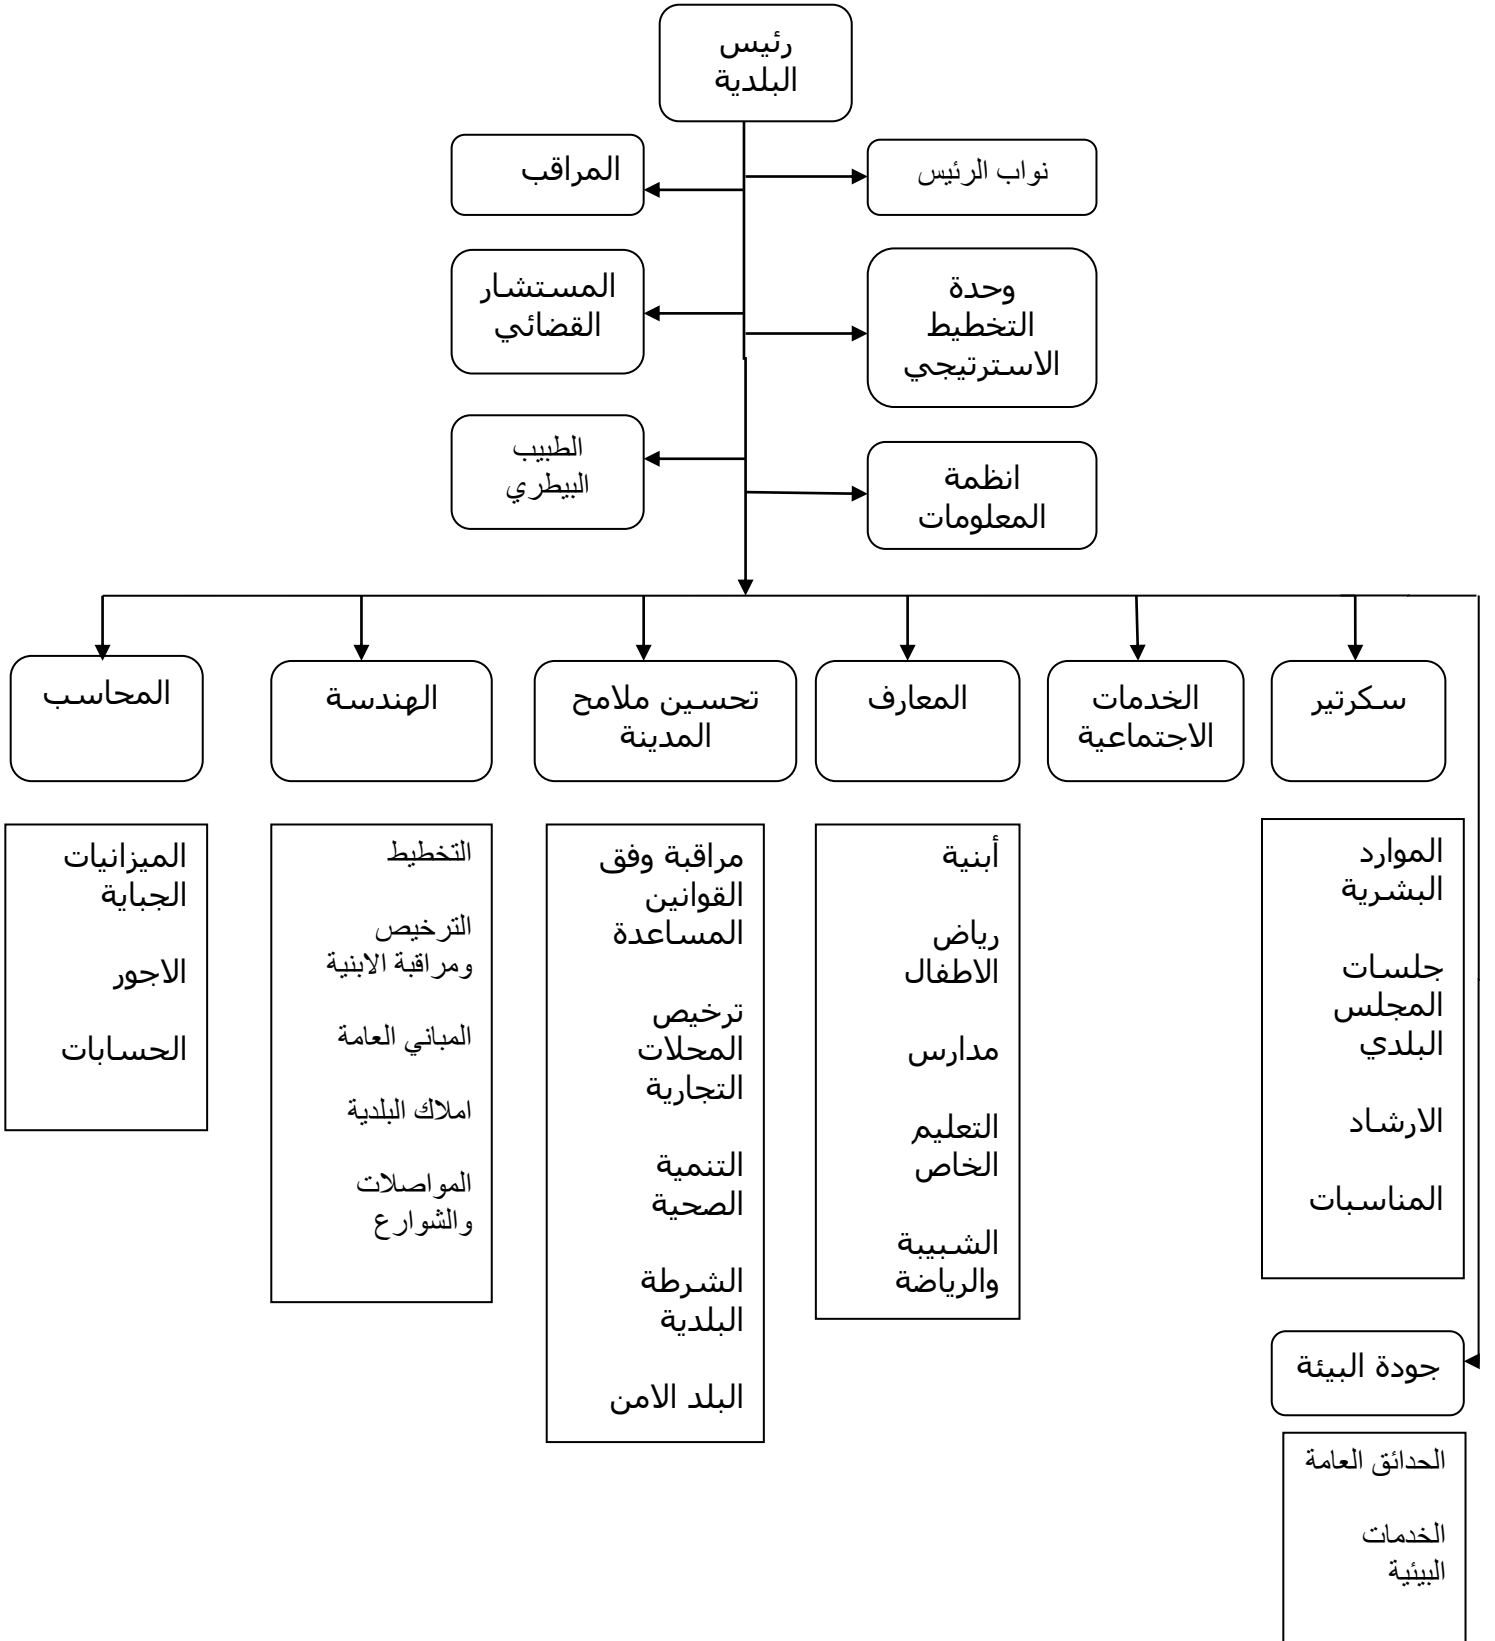 رئيس
البلدية
نواب الرئيس
المراقب
وحدة
التخطيط
الاسترتيجي
المستشار
القضائي
انظمة
المعلومات
الطبيب
البيطري
سكرتير
الخدمات
الاجتماعية
المعارف
تحسين ملامح
المدينة
الهندسة
المحاسب
الموارد
البشرية
جلسات
المجلس
البلدي
الارشاد
المناسبات
أبنية
رياض
الاطفال
مدارس
التعليم
الخاص
الشبيبة
والرياضة
مراقبة وفق
القوانين
المساعدة
ترخيص
المحلات
التجارية
التنمية
الصحية
الشرطة
البلدية
البلد الامن
التخطيط
الترخيص
ومراقبة الابنية
المباني العامة
املاك البلدية
المواصلات
والشوارع
الميزانيات
الجباية
الاجور
الحسابات
جودة البيئة
الحدائق العامة
الخدمات
البيئية